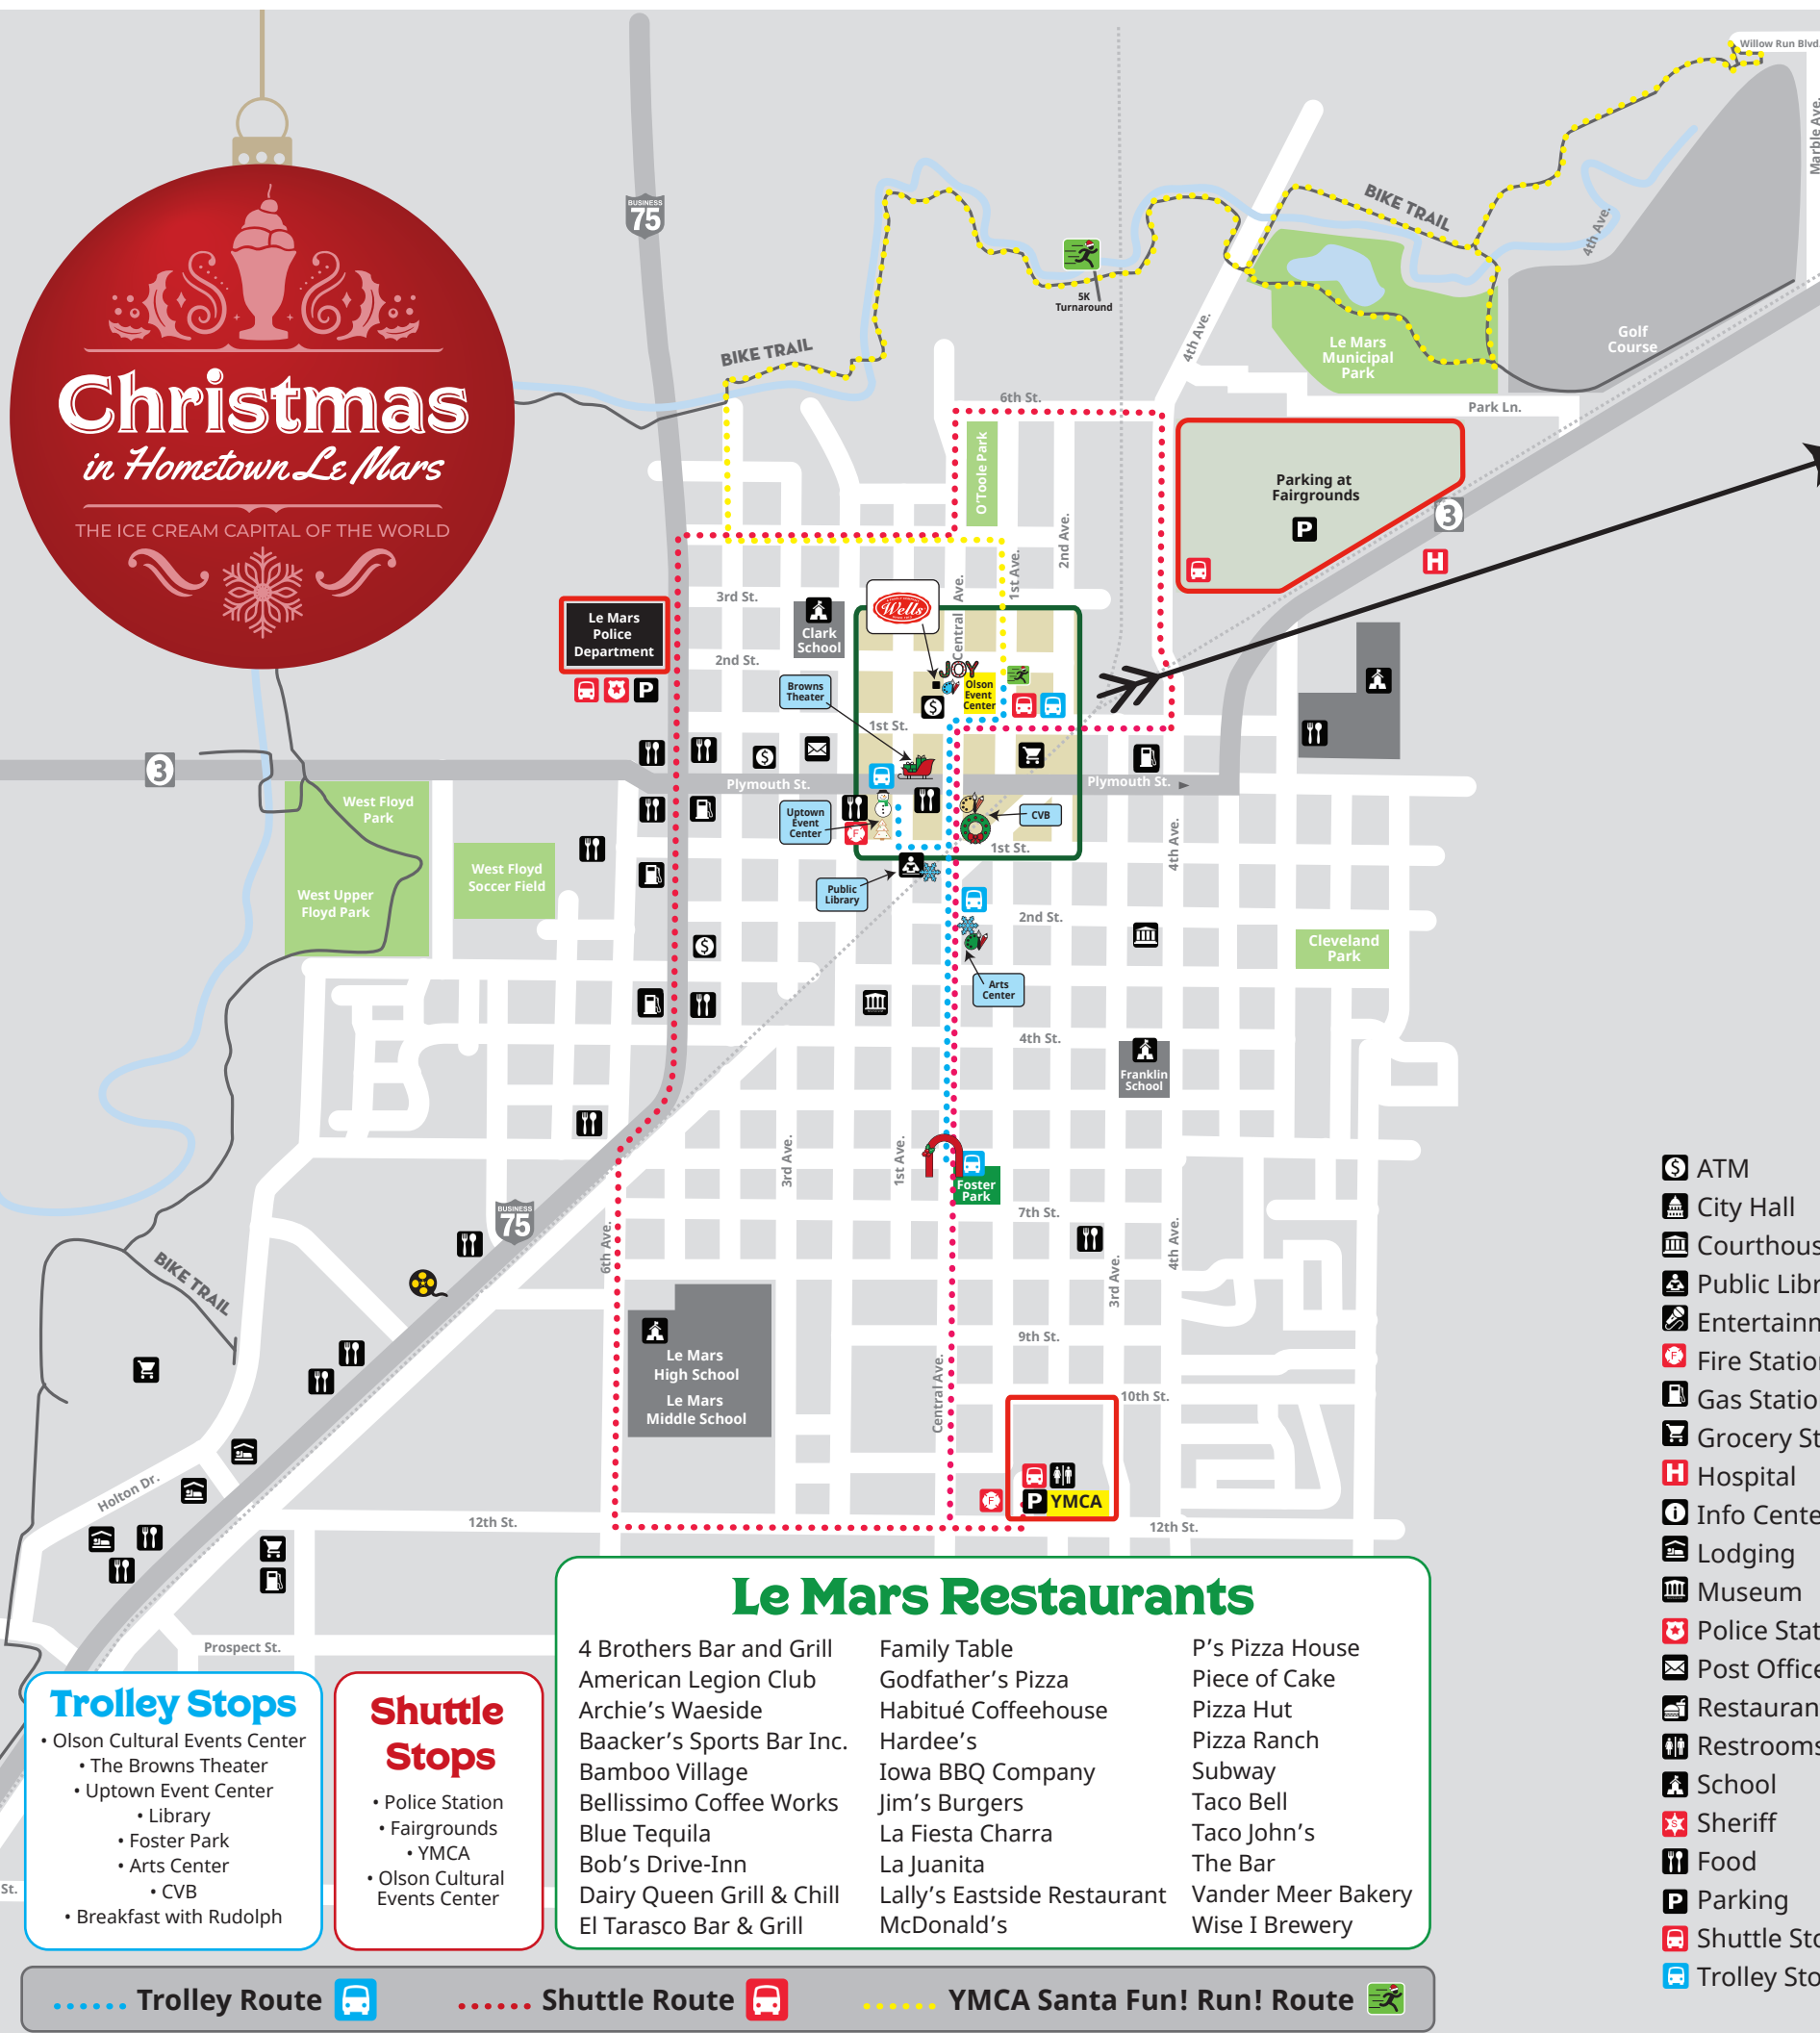 Christmas
in Hometown Le Mars
THE ICE CREAM CAPITAL OF THE WORLD
BUSINESS
75
Willow Run Blvd.
Marble Ave.
BIKE TRAIL
4th Ave.
5K
Turnaround
BIKE TRAIL
4th Ave.
Le Mars
Municipal
Park
Golf
Course
6th St.
Park Ln.
O'Toole Park
Parking at
Fairgrounds
P
3
H
2nd Ave.
1st Ave.
Central Ave.
3rd St.
Le Mars
Police
Department
P
Clark
School
Wells
2nd St.
JOY
Browns
Theater
Olson
Event
Center
$
1st St.
3
$
Plymouth St.
Plymouth St.
West Floyd
Park
Uptown
Event
Center
F
CVB
1st St.
4th Ave.
West Floyd
Soccer Field
West Upper
Floyd Park
Public
Library
2nd St.
Cleveland
Park
$
Arts
Center
4th St.
Franklin
School
3rd Ave.
1st Ave.
Foster
Park
7th St.
BUSINESS
75
6th Ave.
4th Ave.
3rd Ave.
BIKE TRAIL
9th St.
Le Mars
High School
Le Mars
Middle School
Central Ave.
10th St.
F
P YMCA
Holton Dr.
12th St.
12th St.
Prospect St.
St.
$ ATM
City Hall
Courthous
Public Libr
Entertainm
F Fire Station
Gas Statio
Grocery St
H Hospital
i Info Cente
Lodging
Museum
Police Stat
Post Office
Restauran
Restrooms
School
S Sheriff
Food
P Parking
Shuttle Sto
Trolley Sto
Trolley Stops
• Olson Cultural Events Center
• The Browns Theater
• Uptown Event Center
• Library
• Foster Park
• Arts Center
• CVB
• Breakfast with Rudolph
Shuttle
Stops
• Police Station
• Fairgrounds
• YMCA
• Olson Cultural
Events Center
Le Mars Restaurants
4 Brothers Bar and Grill
American Legion Club
Archie's Waeside
Baacker's Sports Bar Inc.
Bamboo Village
Bellissimo Coffee Works
Blue Tequila
Bob's Drive-Inn
Dairy Queen Grill & Chill
El Tarasco Bar & Grill
Family Table
Godfather's Pizza
Habitué Coffeehouse
Hardee's
Iowa BBQ Company
Jim's Burgers
La Fiesta Charra
La Juanita
Lally's Eastside Restaurant
McDonald's
P's Pizza House
Piece of Cake
Pizza Hut
Pizza Ranch
Subway
Taco Bell
Taco John's
The Bar
Vander Meer Bakery
Wise I Brewery
Trolley Route
Shuttle Route
YMCA Santa Fun! Run! Route